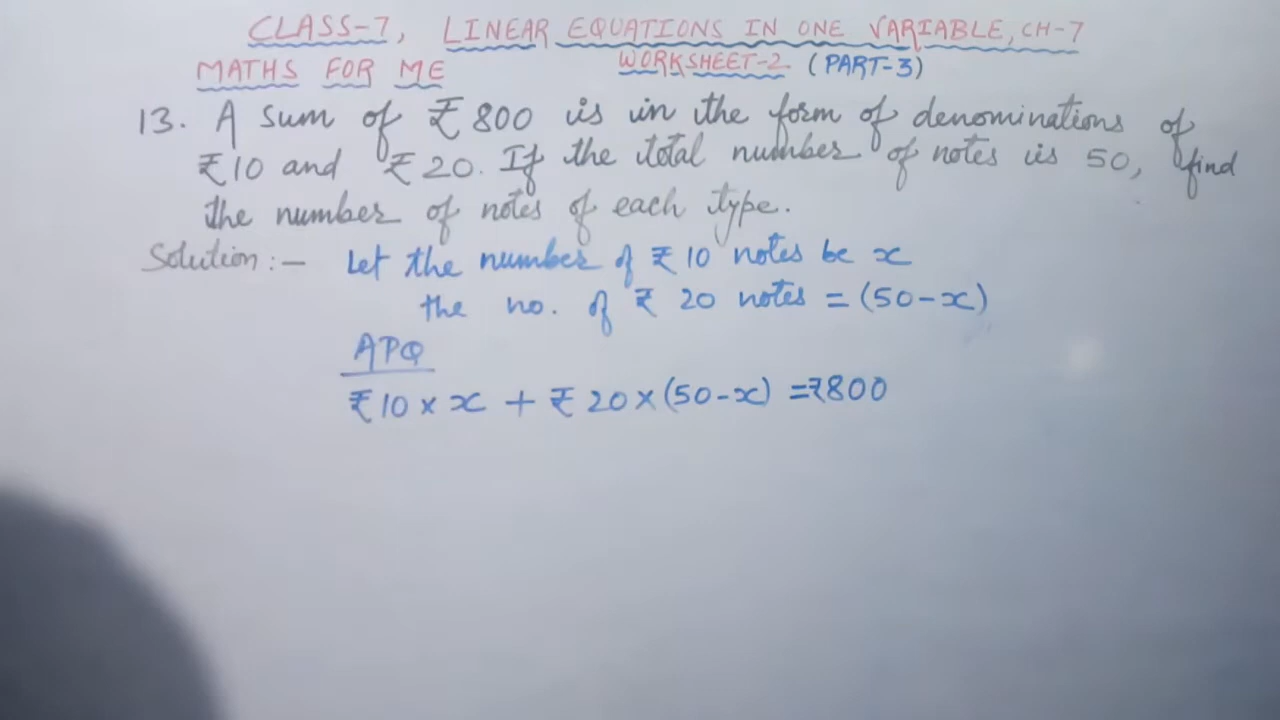 CLASS-7, LINEAR EQUATIONS IN ONE VARIABLE, CH-7
MATHS FOR ME WORKSHEET-2 (PART-3)
13. A sum of ₹800 is in the form of denominations of
₹10 and ₹20. If the total number of notes is 50, find
the number of notes of each type.
Solution:- Let the number of ₹10 notes be x
the no. of ₹ 20 notes = (50-x)
APQ
₹10 × x + ₹ 20 × (50-x) = ₹800